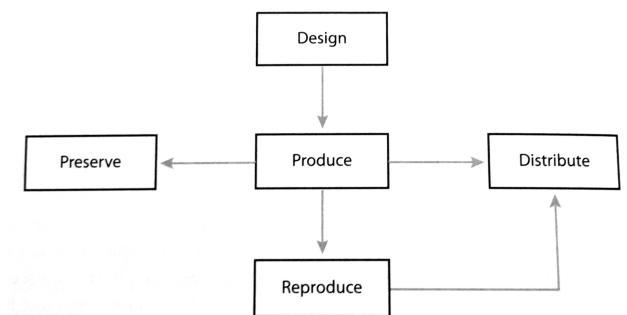 Design
Preserve
Produce
Distribute
Reproduce